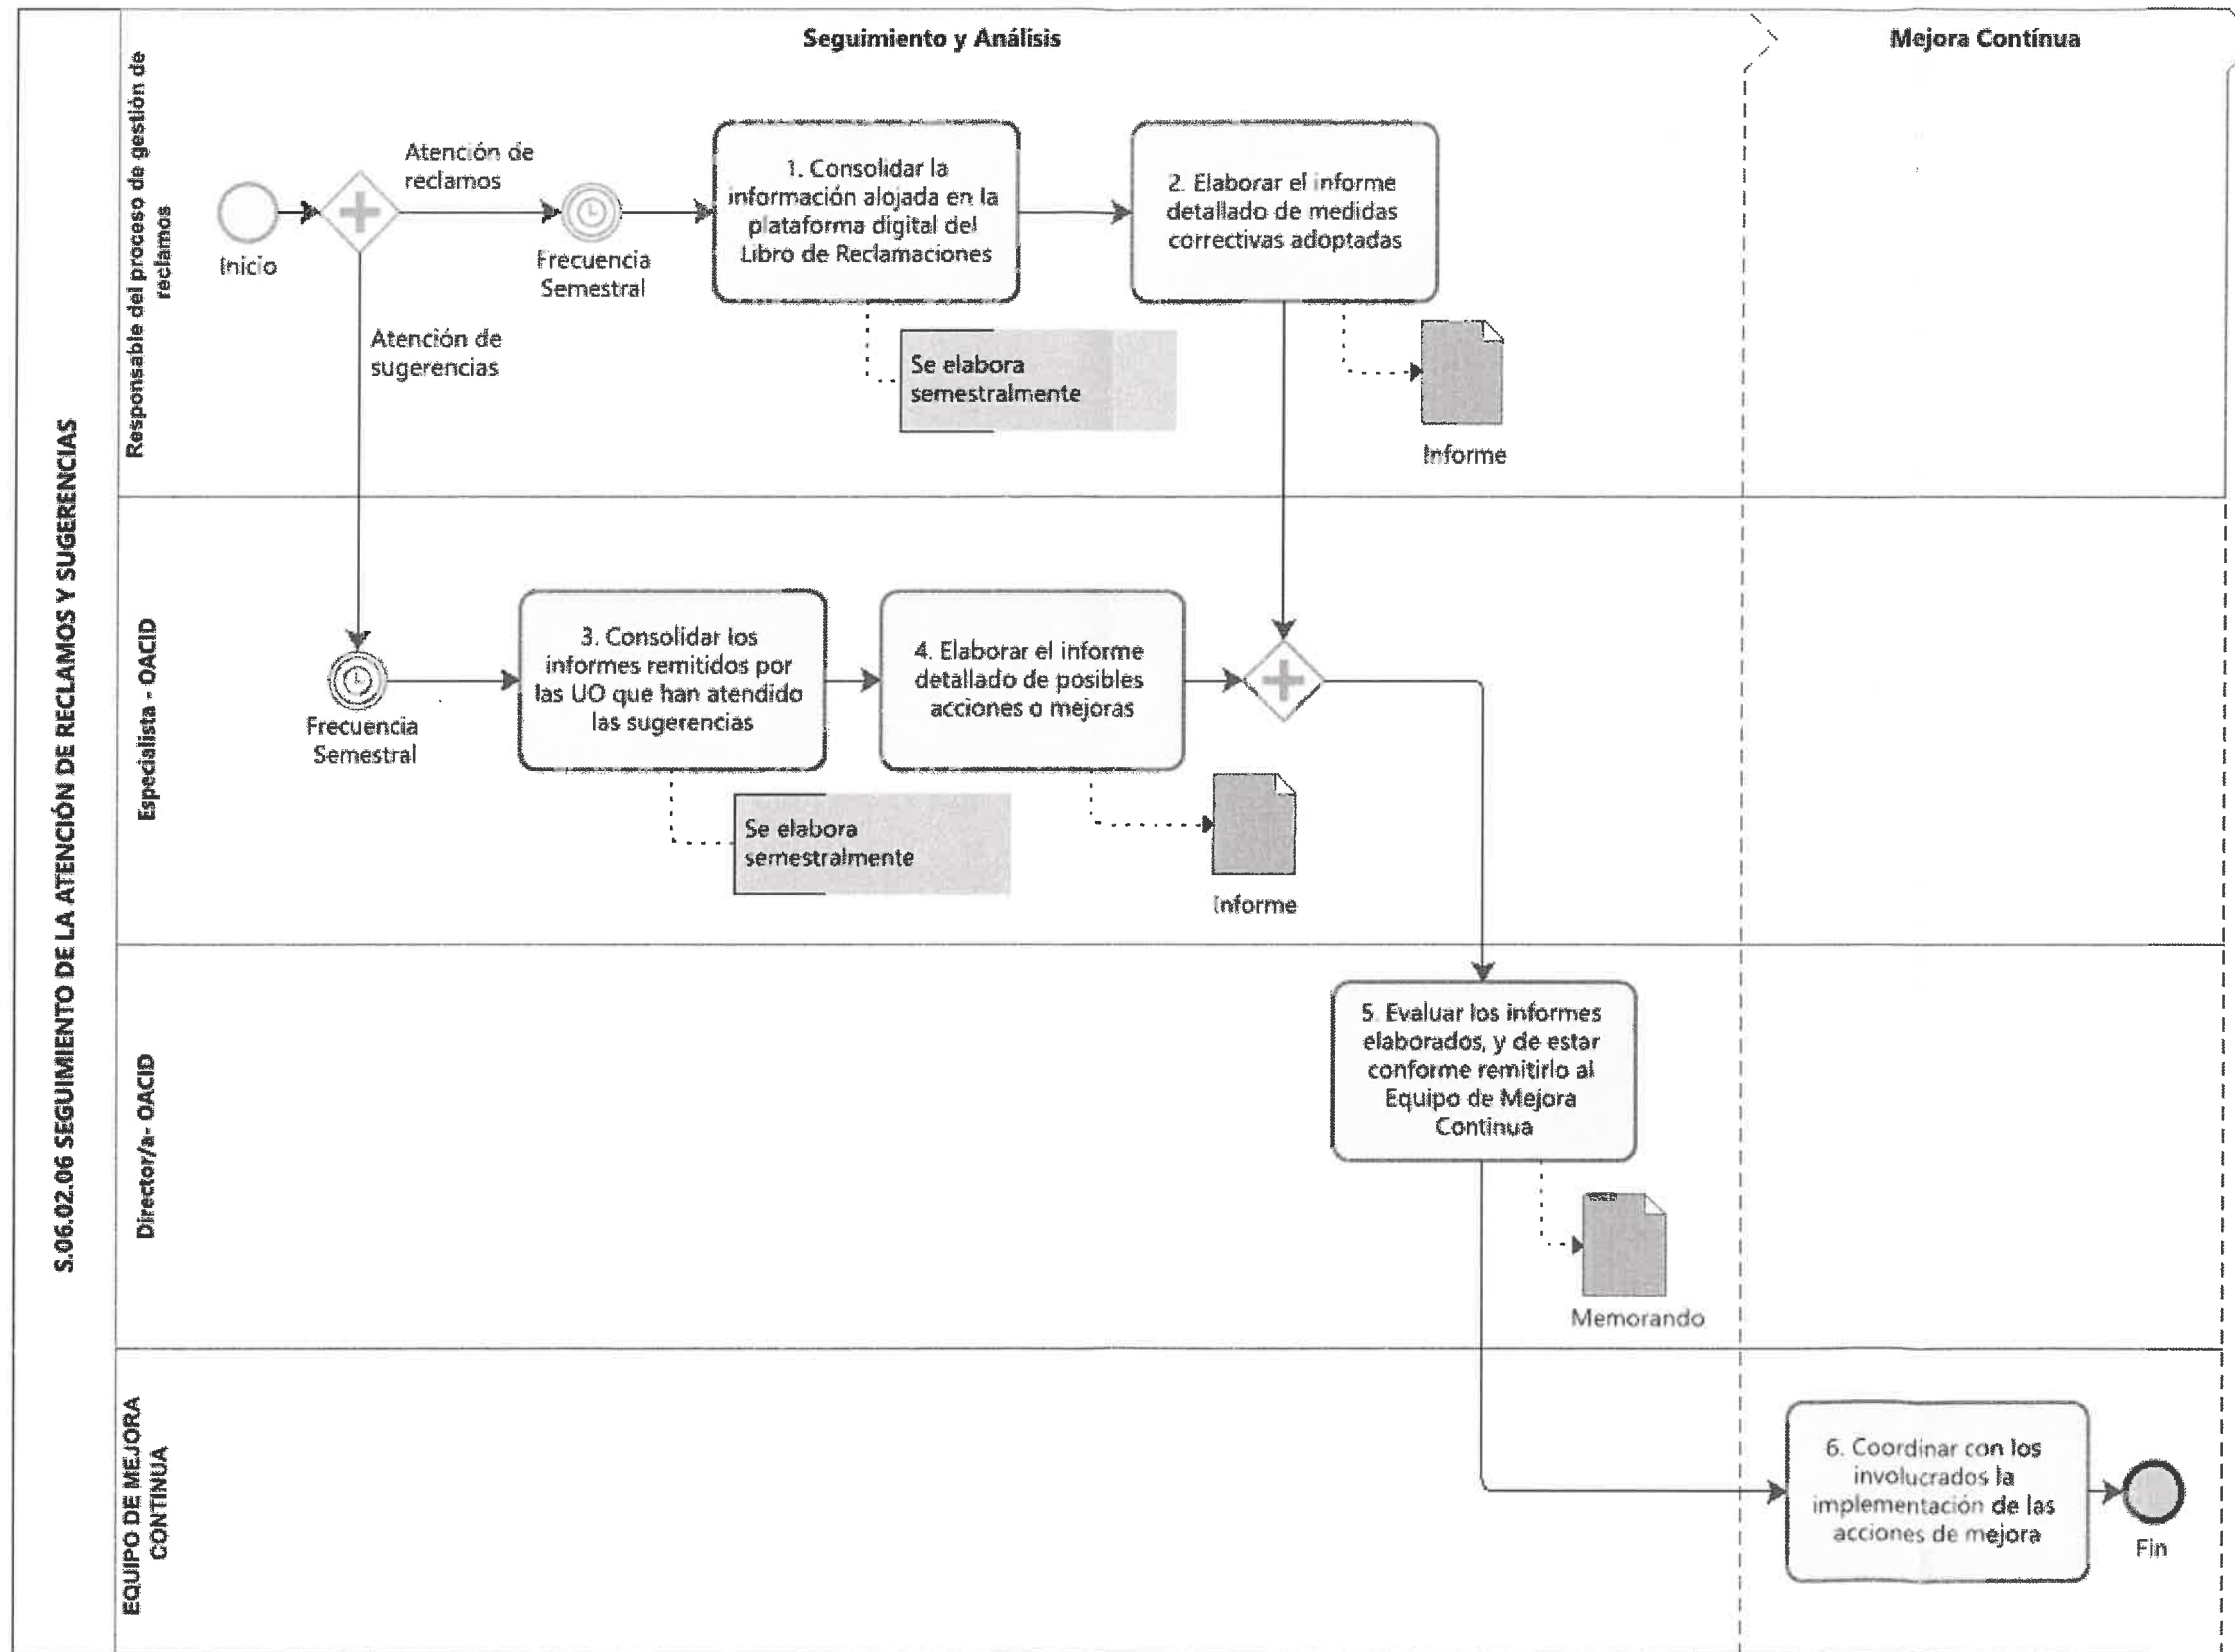 S.06.02.06 SEGUIMIENTO DE LA ATENCIÓN DE RECLAMOS Y SUGERENCIAS
Seguimiento y Análisis
Mejora Contínua
Responsable del proceso de gestión de
reclamos
Inicio
Atención de
reclamos
Frecuencia
Semestral
1. Consolidar la
información alojada en la
plataforma digital del
Libro de Reclamaciones
2. Elaborar el informe
detallado de medidas
correctivas adoptadas
Atención de
sugerencias
Se elabora
semestralmente
Informe
Especialista - OACID
Frecuencia
Semestral
3. Consolidar los
informes remitidos por
las UO que han atendido
las sugerencias
4. Elaborar el informe
detallado de posibles
acciones o mejoras
Se elabora
semestralmente
Informe
Director/a- OACID
5. Evaluar los informes
elaborados, y de estar
conforme remitirlo al
Equipo de Mejora
Continua
Memorando
EQUIPO DE MEJORA
CONTINUA
6. Coordinar con los
involucrados la
implementación de las
acciones de mejora
Fin